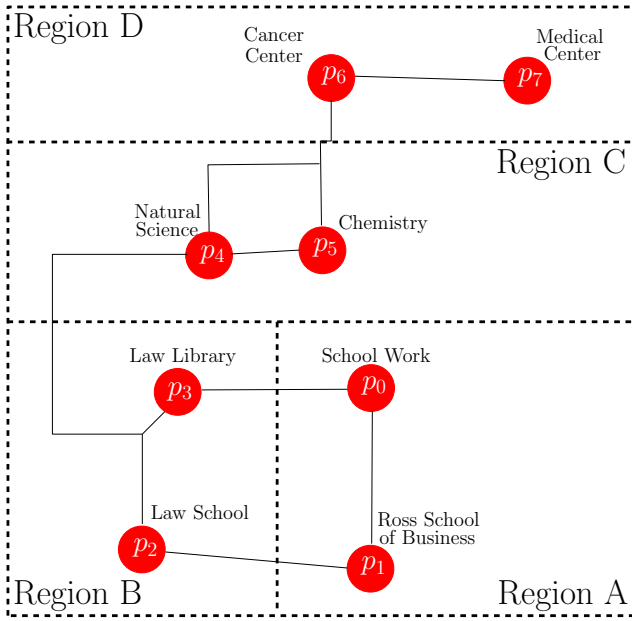 Region D
Cancer
Center
Medical
Center
p6
p7
Region C
Natural
Science
Chemistry
p4
p5
Law Library
School Work
p3
p0
Law School
Ross School
of Business
p2
p1
Region B
Region A